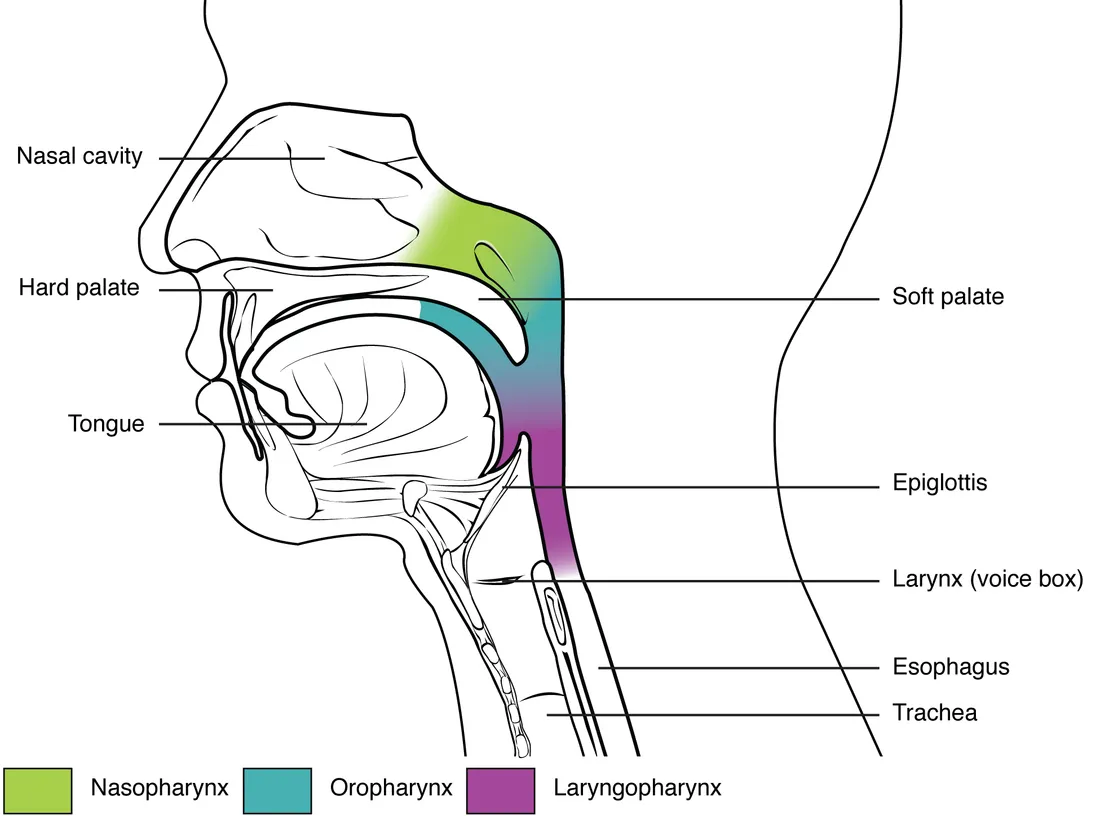 Nasal cavity
Hard palate
Soft palate
Tongue
Epiglottis
Larynx (voice box)
Esophagus
Trachea
Nasopharynx
Oropharynx
Laryngopharynx